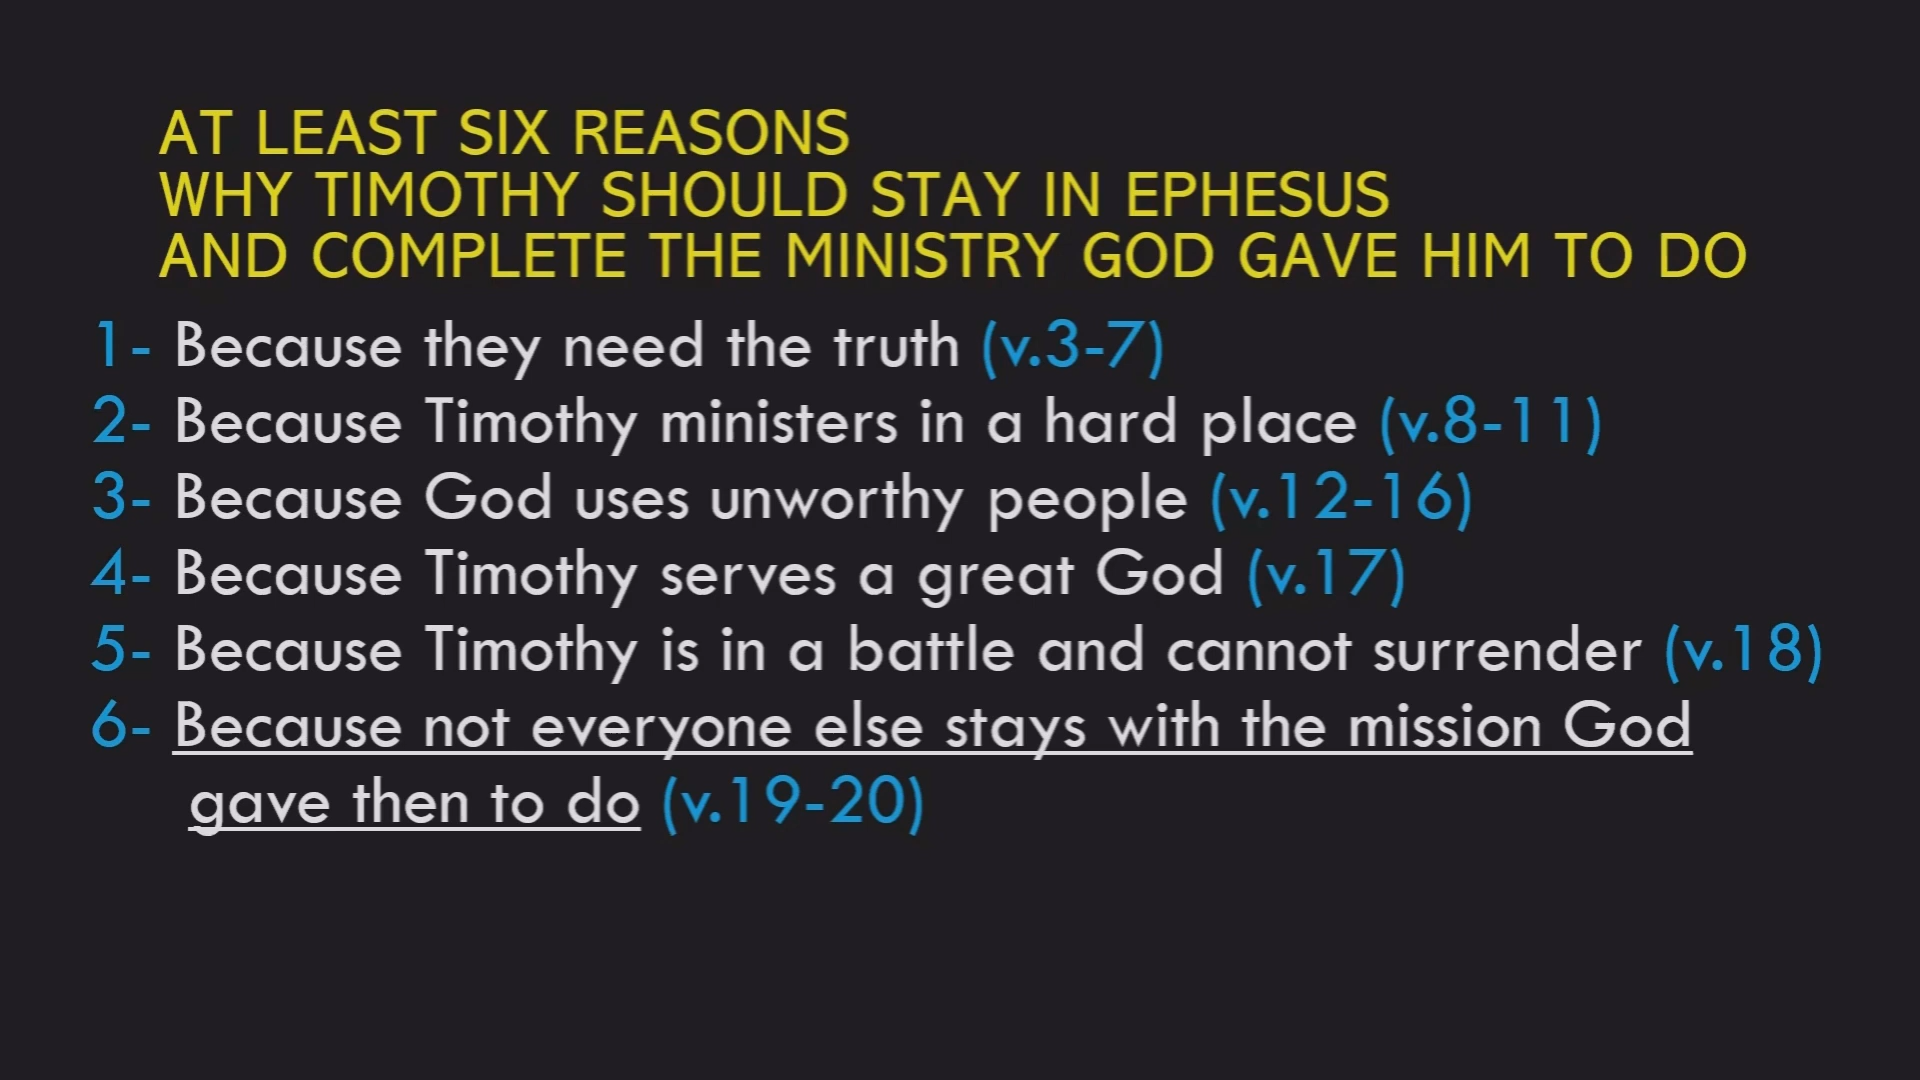 AT LEAST SIX REASONS
WHY TIMOTHY SHOULD STAY IN EPHESUS
AND COMPLETE THE MINISTRY GOD GAVE HIM TO DO
1- Because they need the truth (v.3-7)
2- Because Timothy ministers in a hard place (v.8-11)
3- Because God uses unworthy people (v.12-16)
4- Because Timothy serves a great God (v.17)
5- Because Timothy is in a battle and cannot surrender (v.18)
6- Because not everyone else stays with the mission God
gave then to do (v.19-20)